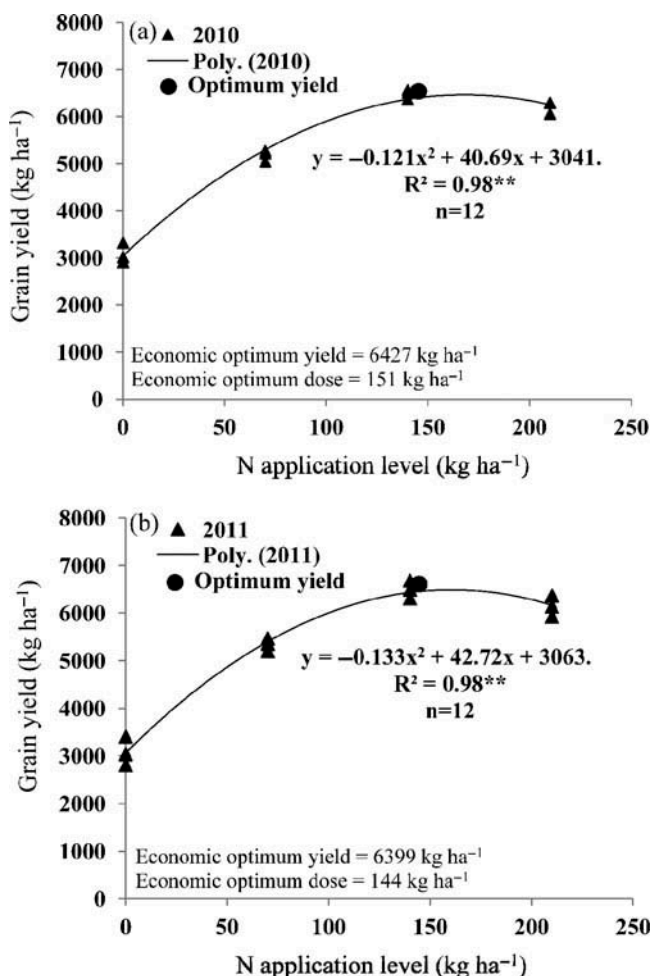 (a)
2010
Poly. (2010)
Optimum yield
8000
7000
6000
5000
4000
3000
2000
1000
0
Grain yield (kg ha⁻¹)
y = −0.121x² + 40.69x + 3041.
R² = 0.98**
n=12
Economic optimum yield = 6427 kg ha⁻¹
Economic optimum dose = 151 kg ha⁻¹
0 50 100 150 200 250
N application level (kg ha⁻¹)
(b)
2011
Poly. (2011)
Optimum yield
8000
7000
6000
5000
4000
3000
2000
1000
0
Grain yield (kg ha⁻¹)
y = −0.133x² + 42.72x + 3063.
R² = 0.98**
n=12
Economic optimum yield = 6399 kg ha⁻¹
Economic optimum dose = 144 kg ha⁻¹
0 50 100 150 200 250
N application level (kg ha⁻¹)